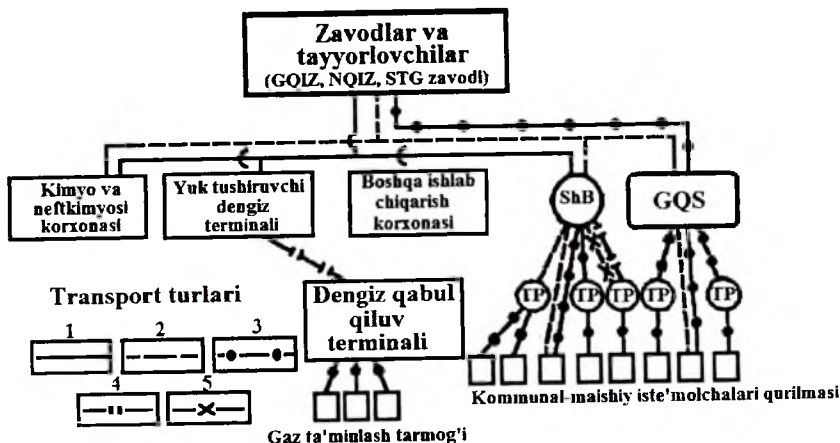 Zavodlar va
tayyorlovchilar
(GQIZ, NQIZ, STG zavodi)
Kimyo va
neftkimyosi
korxonasi
Yuk tushiruvchi
dengiz
terminali
Boshqa ishlab
chiqarish
korxonasi
ShB
GQS
TP
TP
TP
TP
TP
Dengiz qabul
qiluv
terminali
Transport turlari
1
2
3
4
5
Kommunal-maishiy iste'molchalari qurilmasi
Gaz ta'minlash tarmog'i